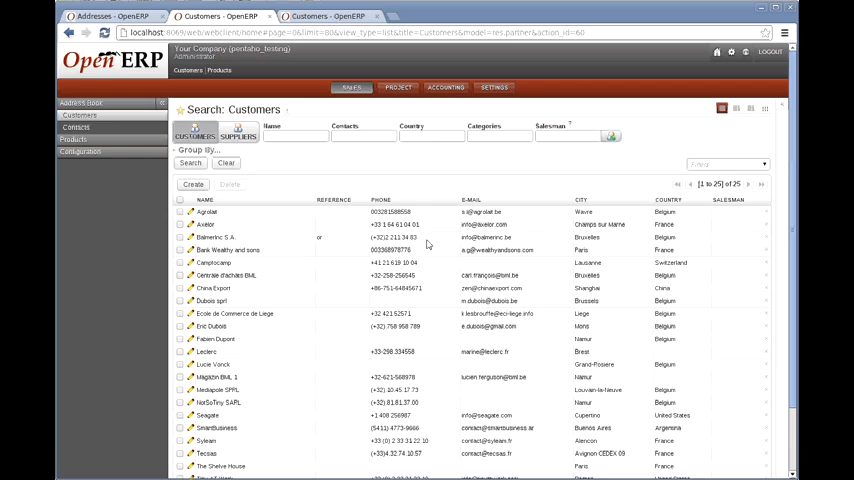 Addresses - OpenERP
Customers - OpenERP
Customers - OpenERP
:8069/web/webclient/home#page=0&limit=80&view_type=list&title=Customers&model=res.partner&action_id=60
OpenERP
Your Company (pentaho_testing)
Administrator
LOGOUT
Customers Products
SALES PROJECT ACCOUNTING SETTINGS
Address Book «
Customers
Contacts
Products
Configuration
Search: Customers
CUSTOMERS SUPPLIERS
Name Contacts Country Categories Salesman ?
Group By...
Search Clear
Create Delete
[1 to 25] of 25
NAME REFERENCE PHONE E-MAIL CITY COUNTRY SALESMAN
Agrolait 003281588558 s.l@agrolait.be Wavre Belgium
Axelor +33 1 64 61 04 01 info@axelor.com Champs sur Marne France
BalmerInc S.A. or (+32)2 211 34 83 info@balmerinc.be Bruxelles Belgium
Bank Wealthy and sons 003368978776 a.g@wealthyandsons.com Paris France
Camptocamp +41 21 619 10 04 Lausanne Switzerland
Centrale d'achats BML +32-258-256545 carl.françois@bml.be Bruxelles Belgium
China Export +86-751-64845671 zen@chinaexport.com Shanghai China
Dubois sprl m.dubois@dubois.be Brussels Belgium
Ecole de Commerce de Liege +32 421 52571 k.lesbrouffe@eci-liege.info Liege Belgium
Eric Dubois (+32).758 958 789 e.dubois@gmail.com Mons Belgium
Fabien Dupont Namur Belgium
Leclerc +33-298.334558 marine@leclerc.fr Brest
Lucie Vonck Grand-Rosiere Belgium
Magazin BML 1 +32-621-568978 lucien.ferguson@bml.be Namur
Mediapole SPRL (+32).10.45.17.73 Louvain-la-Neuve Belgium
NotSoTiny SARL (+32).81.81.37.00 Namur Belgium
Seagate +1 408 256987 info@seagate.com Cupertino United States
SmartBusiness (5411) 4773-9666 contact@smartbusiness.ar Buenos Aires Argentina
Syleam +33 (0) 2 33 31 22 10 contact@syleam.fr Alencon France
Tecsas (+33)4.32.74.10.57 contact@tecsas.fr Avignon CEDEX 09 France
The Shelve House Paris France